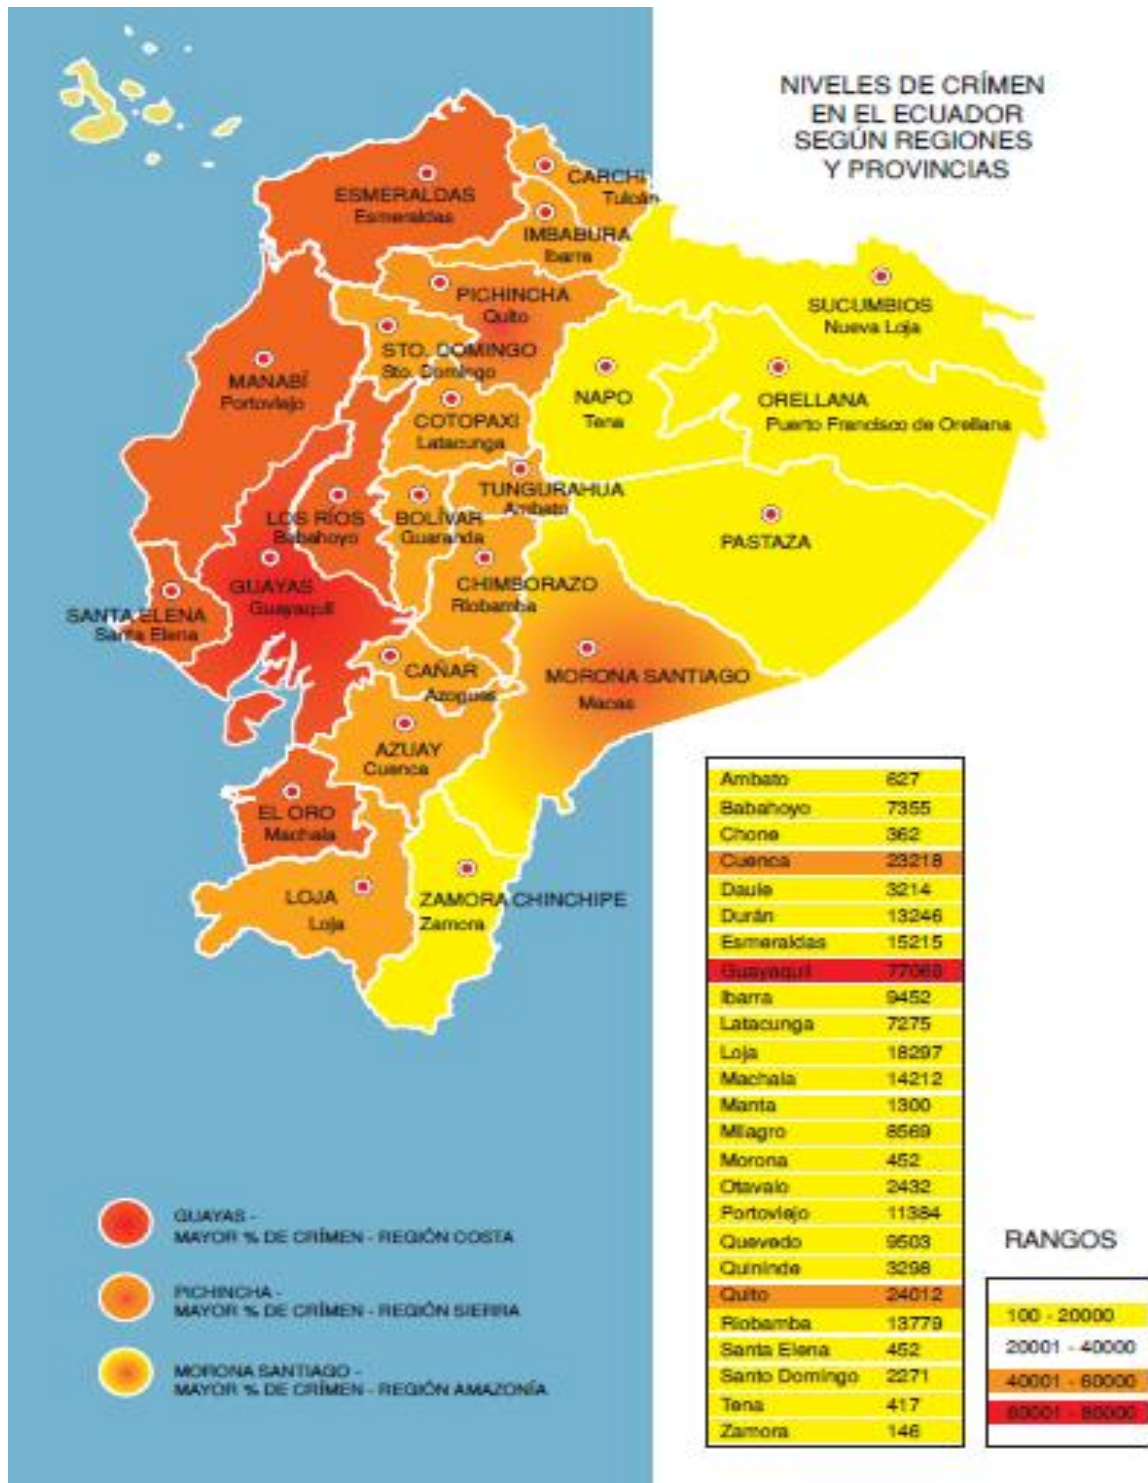 NIVELES DE CRÍMEN
EN EL ECUADOR
SEGÚN REGIONES
Y PROVINCIAS
CARCHI
Tulcán
ESMERALDAS
Esmeraldas
IMBABURA
Ibarra
PICHINCHA
Quito
SUCUMBIOS
Nueva Loja
STO. DOMINGO
Sto. Domingo
MANABÍ
Portoviejo
NAPO
Tena
ORELLANA
Puerto Francisco de Orellana
COTOPAXI
Latacunga
TUNGURAHUA
Ambato
LOS RÍOS
Babahoyo
BOLÍVAR
Guaranda
PASTAZA
GUAYAS
Guayaquil
CHIMBORAZO
Riobamba
SANTA ELENA
Santa Elena
CAÑAR
Azogues
MORONA SANTIAGO
Macas
AZUAY
Cuenca
EL ORO
Machala
LOJA
Loja
ZAMORA CHINCHIPE
Zamora
Ambato 627
Babahoyo 7355
Chone 362
Cuenca 23218
Daule 3214
Durán 13246
Esmeraldas 15215
Guayaquil 77069
Ibarra 9452
Latacunga 7275
Loja 18297
Machala 14212
Manta 1300
Milagro 8569
Morona 452
Otavalo 2432
Portoviejo 11384
Quevedo 9503
Quininde 3298
Quito 24012
Riobamba 13779
Santa Elena 452
Santo Domingo 2271
Tena 417
Zamora 146
GUAYAS -
MAYOR % DE CRÍMEN - REGIÓN COSTA
PICHINCHA -
MAYOR % DE CRÍMEN - REGIÓN SIERRA
MORONA SANTIAGO -
MAYOR % DE CRÍMEN - REGIÓN AMAZONÍA
RANGOS
100 - 20000
20001 - 40000
40001 - 60000
60001 - 80000